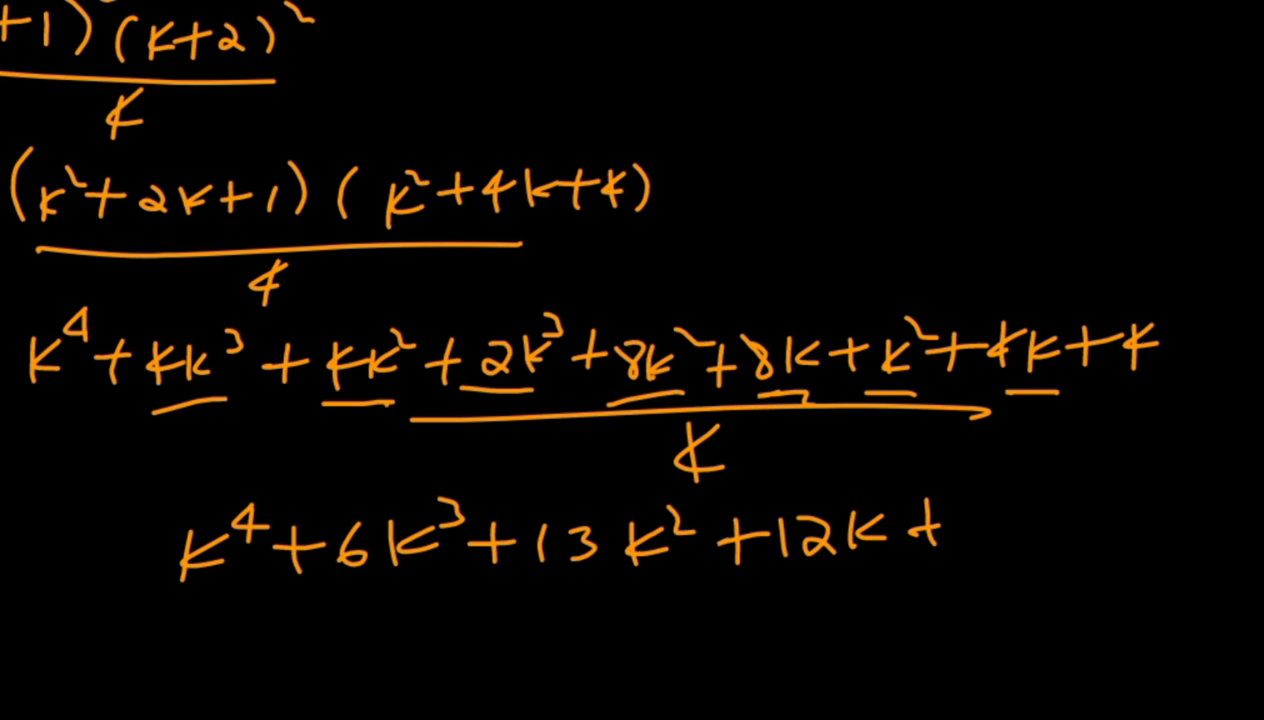 +1)² (k+2)²
4
(k²+2k+1) (k²+4k+4)
4
k⁴+4k³+4k²+2k³+8k²+8k+k²+4k+4
4
k⁴+6k³+13k²+12k+